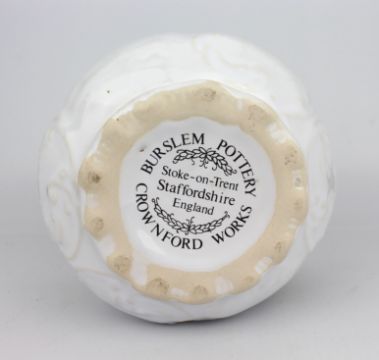 BURSLEM POTTERY
Stoke-on-Trent
Staffordshire
England
CROWNFORD WORKS